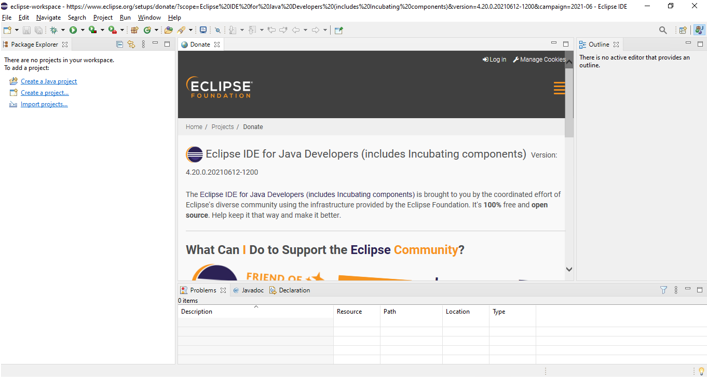 eclipse-workspace - https://www.eclipse.org/setups/donate/?scope=Eclipse%20IDE%20for%20Java%20Developers%20(includes%20Incubating%20components)&version=4.20.0.20210612-1200&campaign=2021-06 - Eclipse IDE
File Edit Navigate Search Project Run Window Help
Package Explorer
There are no projects in your workspace.
To add a project:
Create a Java project
Create a project...
Import projects...
Donate
Log in Manage Cookies
ECLIPSE
FOUNDATION
Home / Projects / Donate
Eclipse IDE for Java Developers (includes Incubating components) Version:
4.20.0.20210612-1200
The Eclipse IDE for Java Developers (includes Incubating components) is brought to you by the coordinated effort of
Eclipse's diverse community using the infrastructure provided by the Eclipse Foundation. It's 100% free and open
source. Help keep it that way and make it better.
What Can I Do to Support the Eclipse Community?
FRIEND OF
Outline
There is no active editor that provides an
outline.
Problems Javadoc Declaration
0 items
Description Resource Path Location Type